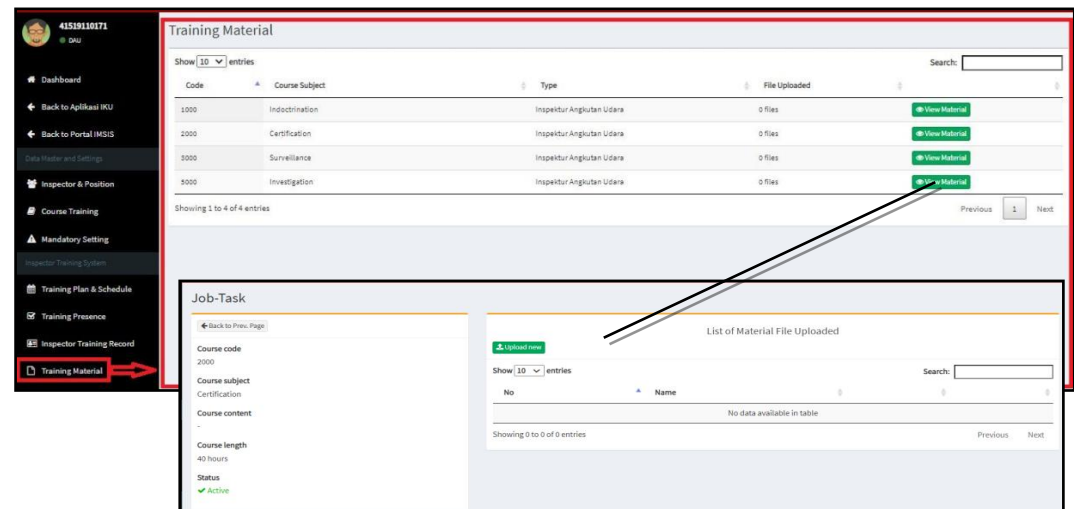 41519110171
DAU
Dashboard
Back to Aplikasi IKU
Back to Portal IMSIS
Data Master and Settings
Inspector & Position
Course Training
Mandatory Setting
Inspector Training System
Training Plan & Schedule
Training Presence
Inspector Training Record
Training Material
Training Material
Show 10 entries
Search:
Code Course Subject Type File Uploaded
1000 Indoctrination Inspektur Angkutan Udara 0 files View Material
2000 Certification Inspektur Angkutan Udara 0 files View Material
3000 Surveillance Inspektur Angkutan Udara 0 files View Material
5000 Investigation Inspektur Angkutan Udara 0 files View Material
Showing 1 to 4 of 4 entries
Previous 1 Next
Job-Task
Back to Prev. Page
Course code
2000
Course subject
Certification
Course content
-
Course length
40 hours
Status
Active
List of Material File Uploaded
Upload new
Show 10 entries
Search:
No Name
No data available in table
Showing 0 to 0 of 0 entries
Previous Next